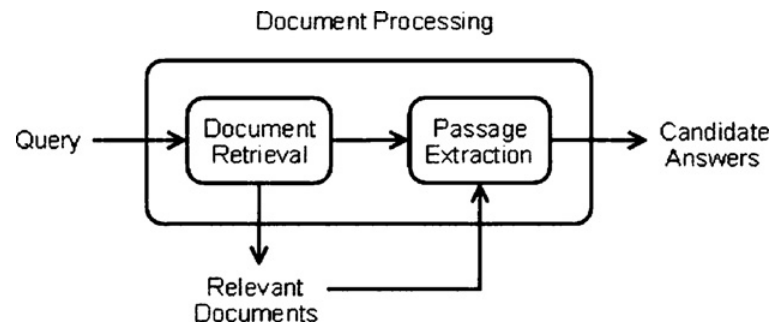 Document Processing
Query
Document
Retrieval
Passage
Extraction
Candidate
Answers
Relevant
Documents